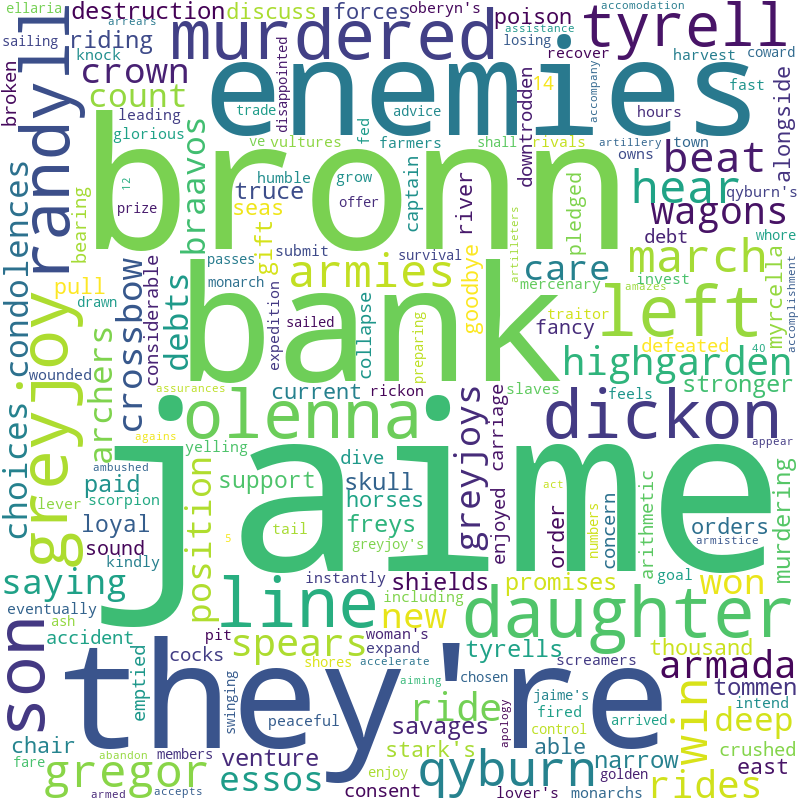 ellaria
destruction
arrears
discuss
forces
oberyn's
accomodation
sailing
knock
riding
murdered
poison
assistance
losing
tyrell
broken
randyll
crown
count
leading
glorious
enemies
disappointed
recover
harvest
coward
trade
advice
14
accompany
hours
fast
ve
vultures
fed
farmers
shall
rivals
artillery
town
downtrodden
owns
beat
alongside
12
humble
grow
captain
bronn
truce
prize
offer
river
pledged
hear
qyburn's
condolences
bearing
braavos
seas
gift
wagons
whore
debt
submit
survival
artilleters
goodbye
care
march
invest
myrcella
passes
monarch
armies
mercenary
pull
drawn
crossbow
considerable
debts
bank
expedition
sailed
collapse
preparing
traitor
fancy
left
amazes
accomplishment
defeated
greyjoy
choices
archers
wounded
highgarden
40
stronger
assurances
current
rickon
slaves
feels
agains
olenna
greyjoys
carriage
dickon
appear
yelling
jaime
ambushed
clever
scorpion
paid
support
dive
skull
horses
enjoyed
order
concern
numbers
arithmetic
murdering
orders
armistice
loyal
position
tail
freys
act
sound
kindly
5
greyjoy's
goal
saying
instantly
shields
promises
won
eventually
line
including
new
daughter
ash
accident
pit
woman's
expand
spears
tyrells
thousand
son
emptied
cocks
shores
accelerate
they're
screamers
armada
aiming
chosen
win
tommen
swinging
peaceful
ride
jaime's
fired
control
deep
intend
chair
savages
apology
arrived
able
narrow
crushed
stark's
fare
abandon
members
venture
enjoy
qyburn
east
gregor
essos
consent
golden
rides
armed
accepts
lover's
monarchs